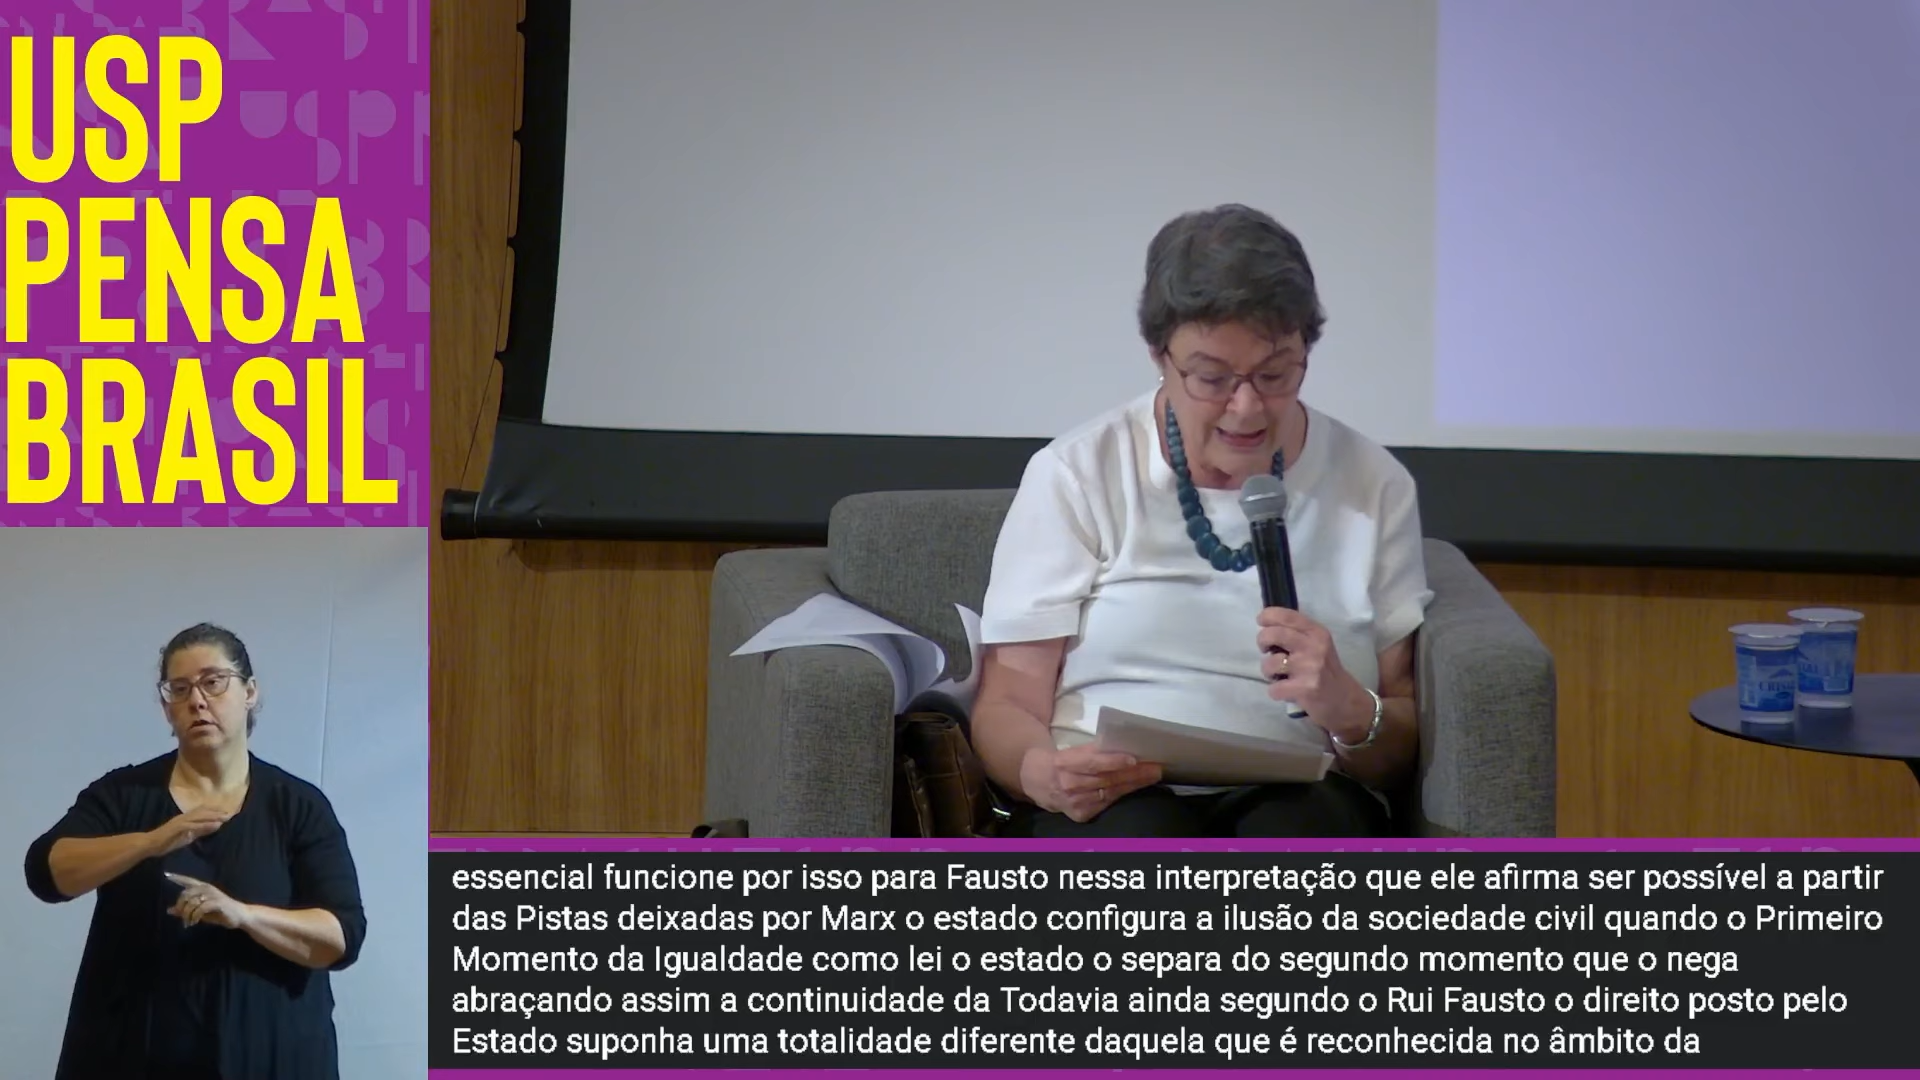 USP
PENSA
BRASIL
essencial funcione por isso para Fausto nessa interpretação que ele afirma ser possível a partir
das Pistas deixadas por Marx o estado configura a ilusão da sociedade civil quando o Primeiro
Momento da Igualdade como lei o estado o separa do segundo momento que o nega
abraçando assim a continuidade da Todavia ainda segundo o Rui Fausto o direito posto pelo
Estado suponha uma totalidade diferente daquela que é reconhecida no âmbito da